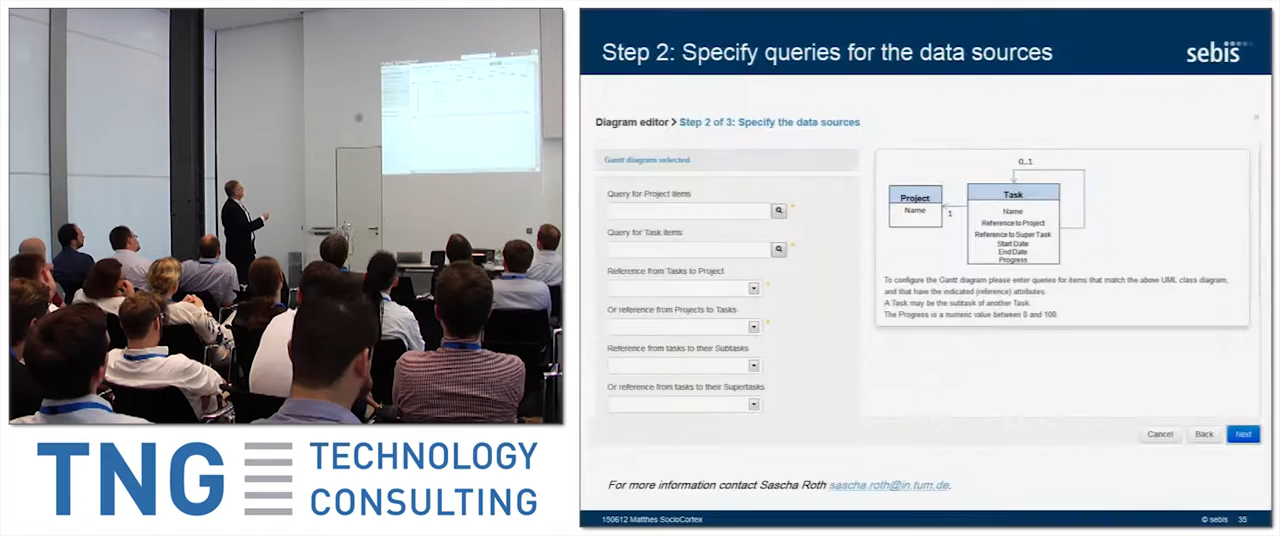 TNG TECHNOLOGY
CONSULTING
Step 2: Specify queries for the data sources
sebis
Diagram editor > Step 2 of 3: Specify the data sources
Gantt diagram selected
Query for Project items
Query for Task items
Reference from Tasks to Project
Or reference from Projects to Tasks
Reference from tasks to their Subtasks
Or reference from tasks to their Supertasks
0..1
Project
Name
1
Task
Name
Reference to Project
Reference to Super Task
Start Date
End Date
Progress
To configure the Gantt diagram please enter queries for items that match the above UML class diagram,
and that have the indicated (reference) attributes.
A Task may be the subtask of another Task.
The Progress is a numeric value between 0 and 100.
Cancel
Back
Next
For more information contact Sascha Roth sascha.roth@in.tum.de.
150612 Matthes SocioCortex
© sebis 35